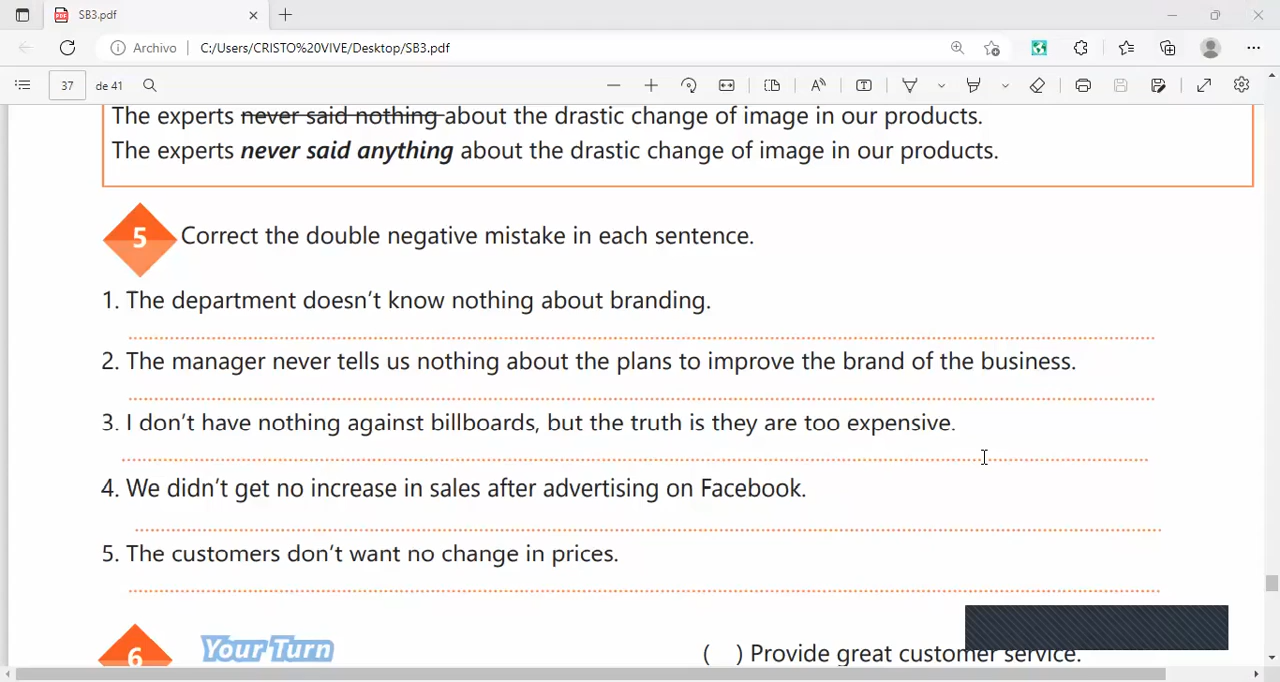 SB3.pdf
Archivo
C:/Users/CRISTO%20VIVE/Desktop/SB3.pdf
37 de 41
The experts never said nothing about the drastic change of image in our products.
The experts never said anything about the drastic change of image in our products.
5 Correct the double negative mistake in each sentence.
1. The department doesn't know nothing about branding.
2. The manager never tells us nothing about the plans to improve the brand of the business.
3. I don't have nothing against billboards, but the truth is they are too expensive.
4. We didn't get no increase in sales after advertising on Facebook.
5. The customers don't want no change in prices.
6 Your Turn
( ) Provide great customer service.